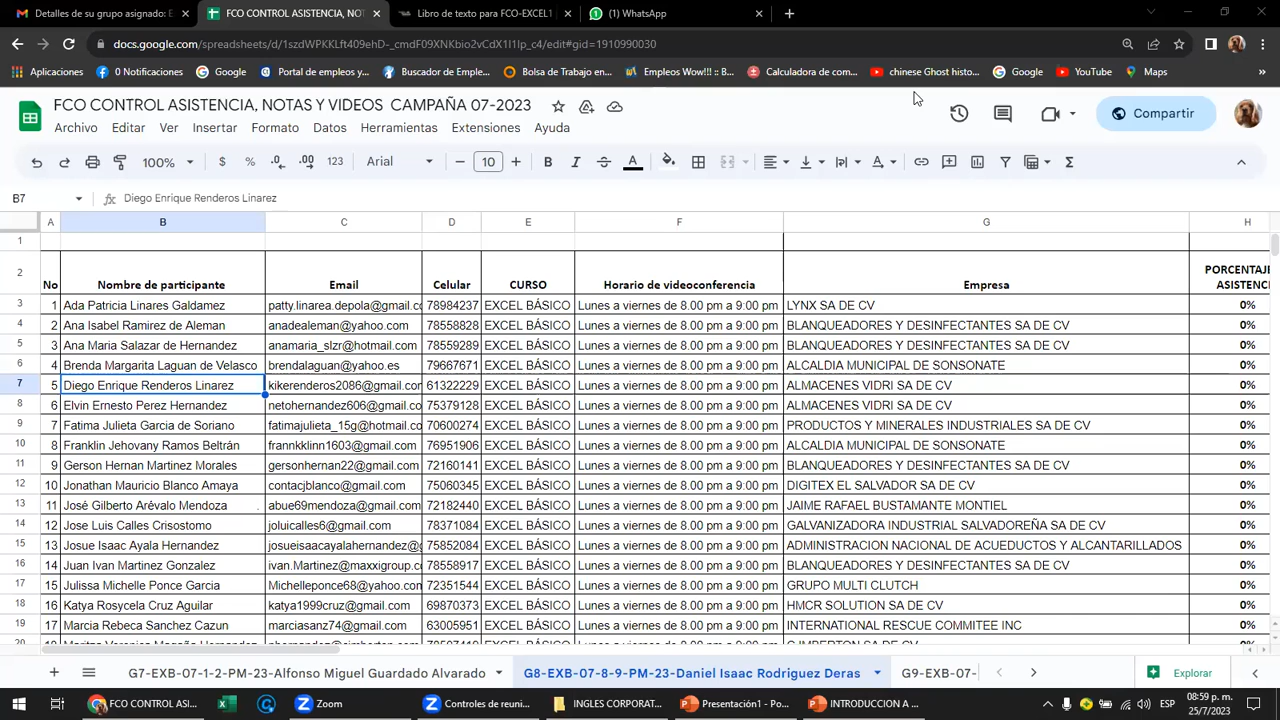 Detalles de su grupo asignado: E
FCO CONTROL ASISTENCIA, NOT
Libro de texto para FCO-EXCEL1
(1) WhatsApp
docs.google.com/spreadsheets/d/1szdWPKKLft409ehD-_cmdF09XNKbio2vCdX1I1lp_c4/edit#gid=1910990030
Aplicaciones
0 Notificaciones
Google
Portal de empleos y...
Buscador de Emple...
Bolsa de Trabajo en...
Empleos Wow!!! :: B...
Calculadora de com...
chinese Ghost histo...
Google
YouTube
Maps
FCO CONTROL ASISTENCIA, NOTAS Y VIDEOS CAMPAÑA 07-2023
Archivo Editar Ver Insertar Formato Datos Herramientas Extensiones Ayuda
Compartir
100% $ % .0 .00 123 Arial 10 B I S A
B7 fx Diego Enrique Renderos Linarez
A B C D E F G H
1
2 No Nombre de participante Email Celular CURSO Horario de videoconferencia Empresa PORCENTAJE ASISTENCI
3 1 Ada Patricia Linares Galdamez patty.linarea.depola@gmail.c 78984237 EXCEL BÁSICO Lunes a viernes de 8.00 pm a 9:00 pm LYNX SA DE CV 0%
4 2 Ana Isabel Ramirez de Aleman anadealeman@yahoo.com 78558828 EXCEL BÁSICO Lunes a viernes de 8.00 pm a 9:00 pm BLANQUEADORES Y DESINFECTANTES SA DE CV 0%
5 3 Ana Maria Salazar de Hernandez anamaria_slzr@hotmail.com 78559289 EXCEL BÁSICO Lunes a viernes de 8.00 pm a 9:00 pm BLANQUEADORES Y DESINFECTANTES SA DE CV 0%
6 4 Brenda Margarita Laguan de Velasco brendalaguan@yahoo.es 79667671 EXCEL BÁSICO Lunes a viernes de 8.00 pm a 9:00 pm ALCALDIA MUNICIPAL DE SONSONATE 0%
7 5 Diego Enrique Renderos Linarez kikerenderos2086@gmail.cor 61322229 EXCEL BÁSICO Lunes a viernes de 8.00 pm a 9:00 pm ALMACENES VIDRI SA DE CV 0%
8 6 Elvin Ernesto Perez Hernandez netohernandez606@gmail.co 75379128 EXCEL BÁSICO Lunes a viernes de 8.00 pm a 9:00 pm ALMACENES VIDRI SA DE CV 0%
9 7 Fatima Julieta Garcia de Soriano fatimajulieta_15g@hotmail.cc 70600274 EXCEL BÁSICO Lunes a viernes de 8.00 pm a 9:00 pm PRODUCTOS Y MINERALES INDUSTRIALES SA DE CV 0%
10 8 Franklin Jehovany Ramos Beltrán frannkklinn1603@gmail.com 76951906 EXCEL BÁSICO Lunes a viernes de 8.00 pm a 9:00 pm ALCALDIA MUNICIPAL DE SONSONATE 0%
11 9 Gerson Hernan Martinez Morales gersonhernan22@gmail.com 72160141 EXCEL BÁSICO Lunes a viernes de 8.00 pm a 9:00 pm BLANQUEADORES Y DESINFECTANTES SA DE CV 0%
12 10 Jonathan Mauricio Blanco Amaya contacjblanco@gmail.com 75060345 EXCEL BÁSICO Lunes a viernes de 8.00 pm a 9:00 pm DIGITEX EL SALVADOR SA DE CV 0%
13 11 José Gilberto Arévalo Mendoza abue69mendoza@gmail.com 72182440 EXCEL BÁSICO Lunes a viernes de 8.00 pm a 9:00 pm JAIME RAFAEL BUSTAMANTE MONTIEL 0%
14 12 Jose Luis Calles Crisostomo joluicalles6@gmail.com 78371084 EXCEL BÁSICO Lunes a viernes de 8.00 pm a 9:00 pm GALVANIZADORA INDUSTRIAL SALVADOREÑA SA DE CV 0%
15 13 Josue Isaac Ayala Hernandez josueisaacayalahernandez@g 75852084 EXCEL BÁSICO Lunes a viernes de 8.00 pm a 9:00 pm ADMINISTRACION NACIONAL DE ACUEDUCTOS Y ALCANTARILLADOS 0%
16 14 Juan Ivan Martinez Gonzalez ivan.Martinez@maxxigroup.c 78558917 EXCEL BÁSICO Lunes a viernes de 8.00 pm a 9:00 pm BLANQUEADORES Y DESINFECTANTES SA DE CV 0%
17 15 Julissa Michelle Ponce Garcia Michelleponce68@yahoo.con 72351544 EXCEL BÁSICO Lunes a viernes de 8.00 pm a 9:00 pm GRUPO MULTI CLUTCH 0%
18 16 Katya Rosycela Cruz Aguilar katya1999cruz@gmail.com 69870373 EXCEL BÁSICO Lunes a viernes de 8.00 pm a 9:00 pm HMCR SOLUTION SA DE CV 0%
19 17 Marcia Rebeca Sanchez Cazun marciasanz74@gmail.com 63005951 EXCEL BÁSICO Lunes a viernes de 8.00 pm a 9:00 pm INTERNATIONAL RESCUE COMMITEE INC 0%
G7-EXB-07-1-2-PM-23-Alfonso Miguel Guardado Alvarado
G8-EXB-07-8-9-PM-23-Daniel Isaac Rodriguez Deras
G9-EXB-07-
Explorar
FCO CONTROL ASI...
Zoom
Controles de reuni...
INGLES CORPORAT...
Presentación1 - Po...
INTRODUCCION A ...
ESP
08:59 p. m.
25/7/2023